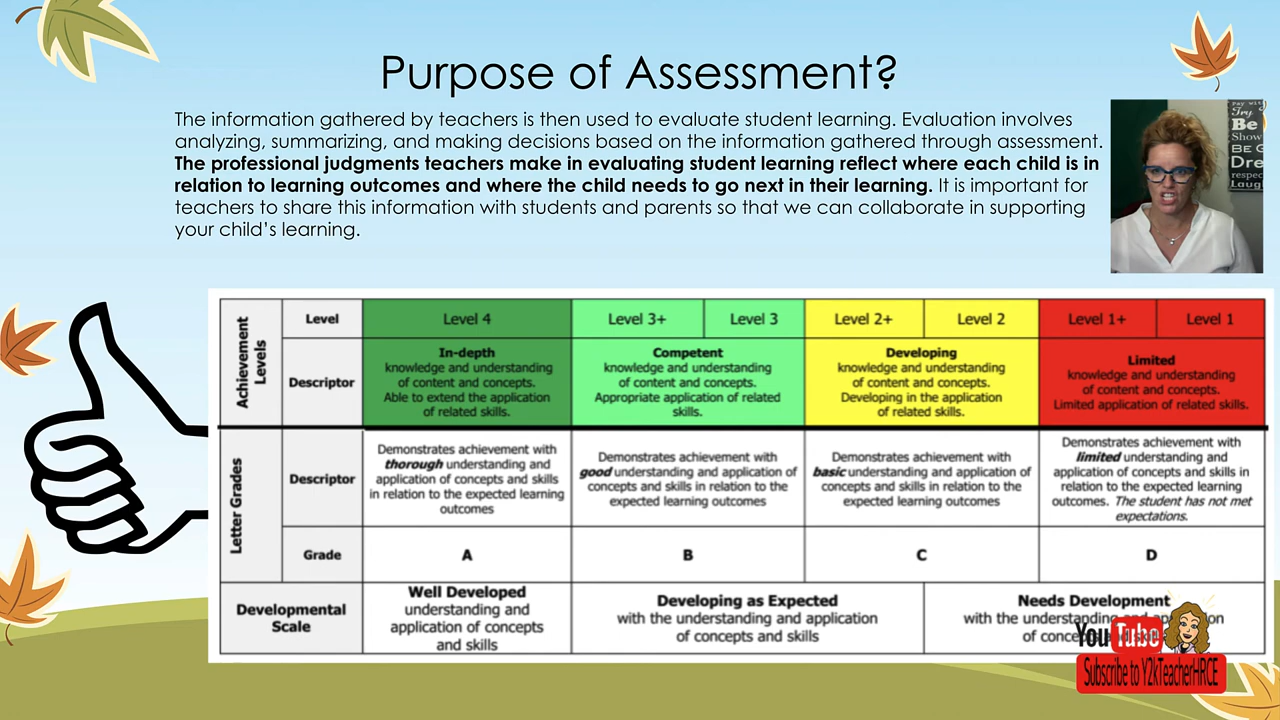 Purpose of Assessment?
The information gathered by teachers is then used to evaluate student learning. Evaluation involves
analyzing, summarizing, and making decisions based on the information gathered through assessment.
The professional judgments teachers make in evaluating student learning reflect where each child is in
relation to learning outcomes and where the child needs to go next in their learning. It is important for
teachers to share this information with students and parents so that we can collaborate in supporting
your child's learning.
Try
Be
Show
Dre
respec
Laug
Achievement
Levels
Level
Level 4
Level 3+
Level 3
Level 2+
Level 2
Level 1+
Level 1
Descriptor
In-depth
knowledge and understanding
of content and concepts.
Able to extend the application
of related skills.
Competent
knowledge and understanding
of content and concepts.
Appropriate application of related
skills.
Developing
knowledge and understanding
of content and concepts.
Developing in the application
of related skills.
Limited
knowledge and understanding
of content and concepts.
Limited application of related skills.
Letter Grades
Descriptor
Demonstrates achievement with
thorough understanding and
application of concepts and skills
in relation to the expected learning
outcomes
Demonstrates achievement with
good understanding and application of
concepts and skills in relation to the
expected learning outcomes
Demonstrates achievement with
basic understanding and application of
concepts and skills in relation to the
expected learning outcomes
Demonstrates achievement with
limited understanding and
application of concepts and skills in
relation to the expected learning
outcomes. The student has not met
expectations.
Grade
A
B
C
D
Developmental
Scale
Well Developed
understanding and
application of concepts
and skills
Developing as Expected
with the understanding and application
of concepts and skills
Needs Development
with the understanding
of
YouTube
Subscribe to Y2kTeacherHRCE